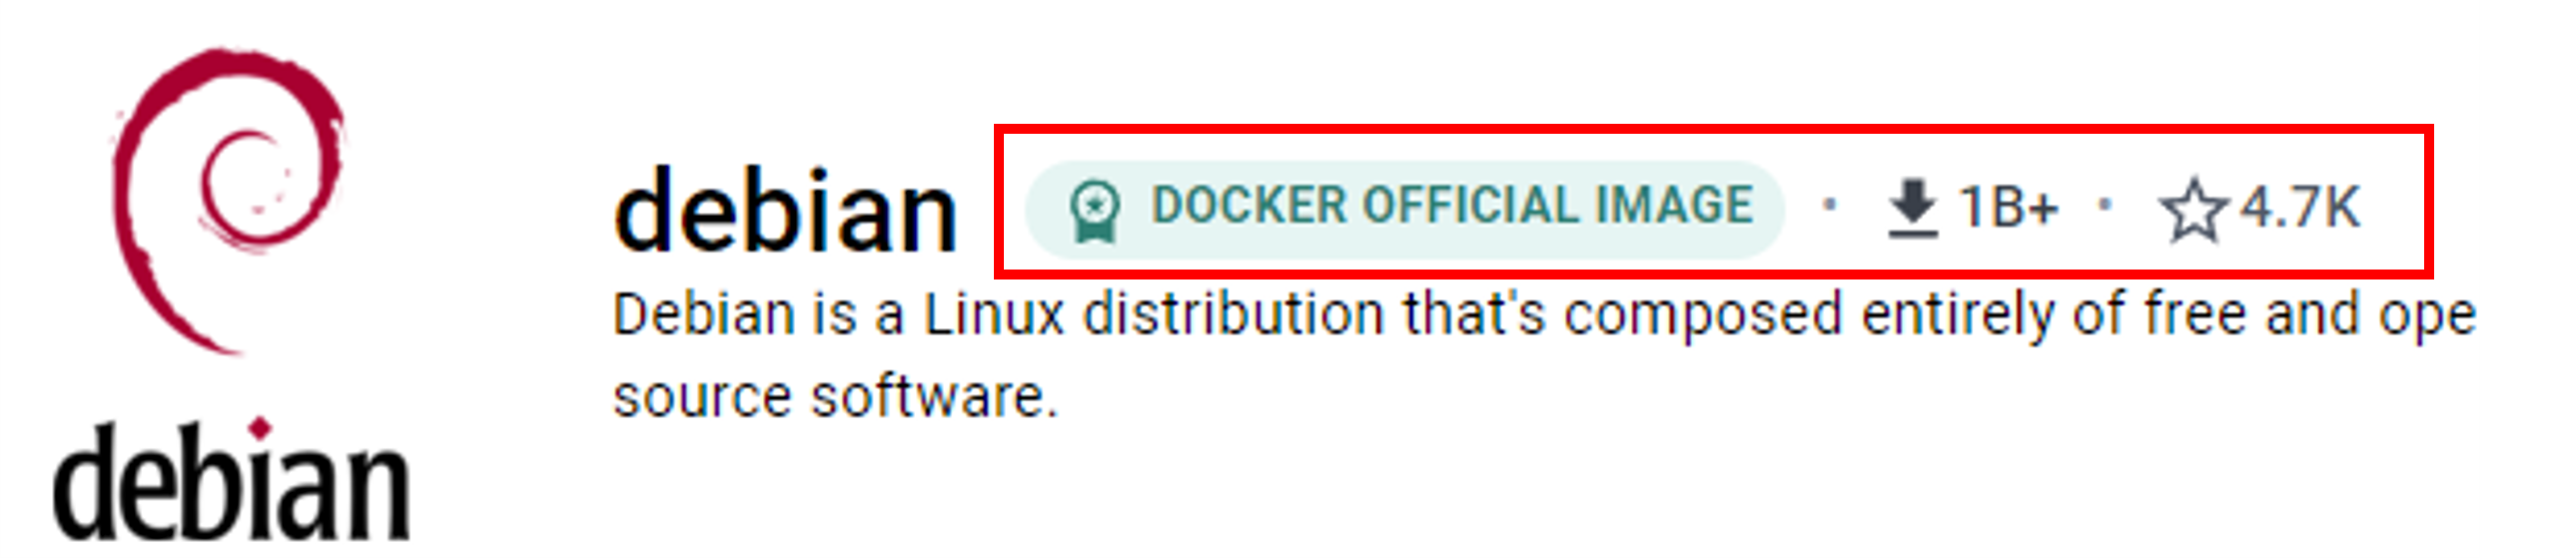 debian
debian DOCKER OFFICIAL IMAGE · 1B+ · 4.7K
Debian is a Linux distribution that's composed entirely of free and ope
source software.